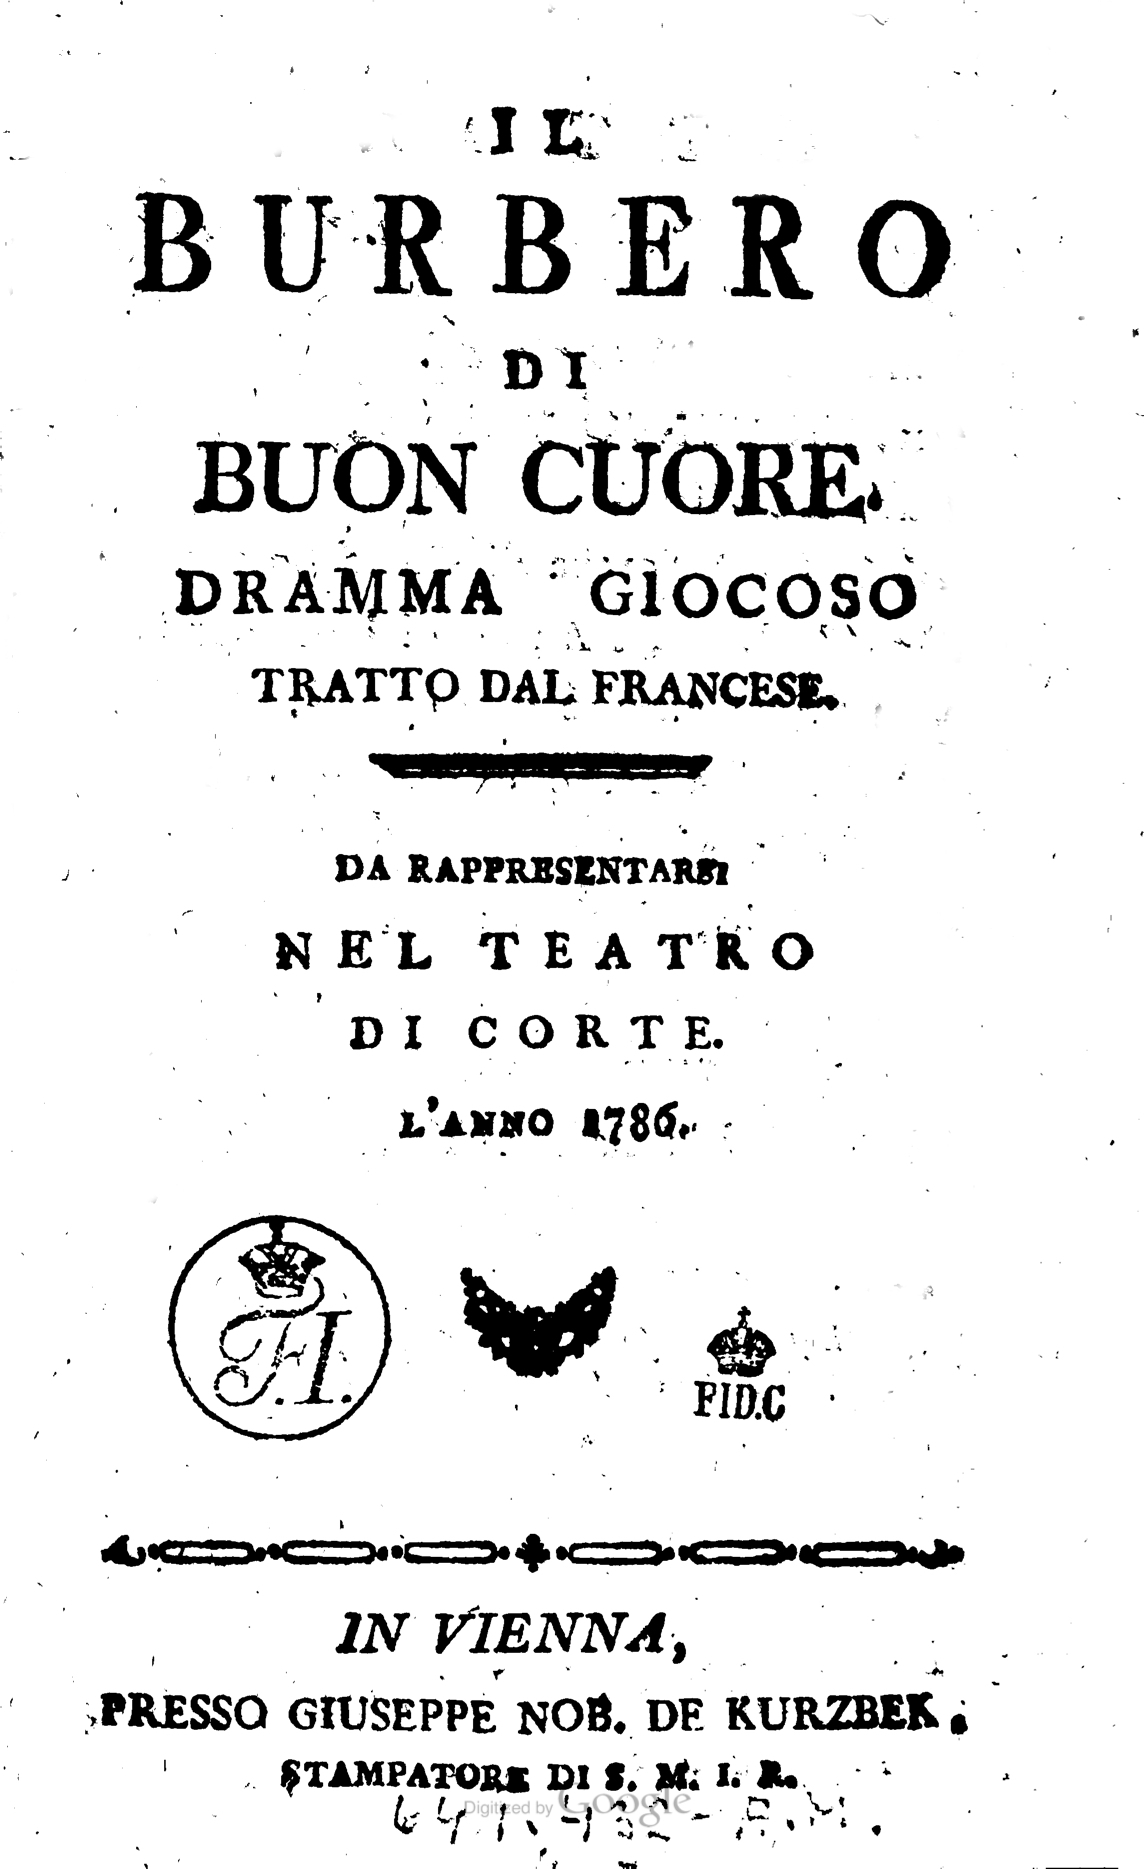 IL
BURBERO
DI
BUON CUORE.
DRAMMA GIOCOSO
TRATTO DAL FRANCESE.
DA RAPPRESENTARSI
NEL TEATRO
DI CORTE.
L'ANNO 1786.
F.I.
FID.C
IN VIENNA,
PRESSO GIUSEPPE NOB. DE KURZBEK,
STAMPATORE DI S. M. I. R.
Digitized by Google